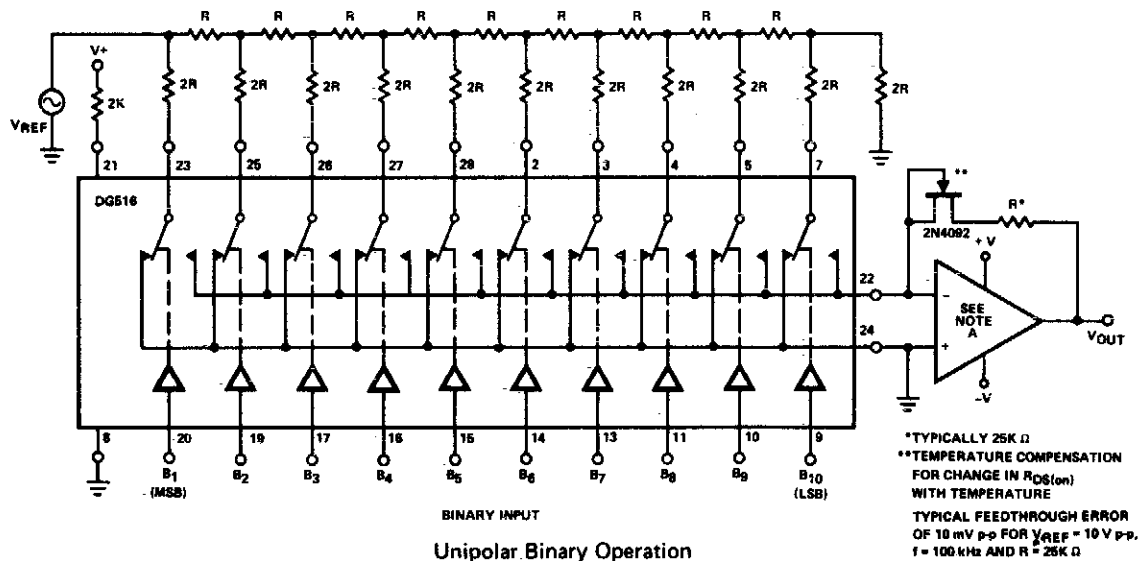 R R R R R R R R R
V+
2K
2R 2R 2R 2R 2R 2R 2R 2R 2R 2R 2R
VREF
21 23 25 26 27 28 2 3 4 5 7
DG516
**
R*
2N4092
+V
22
−
SEE
NOTE
A
24
+
VOUT
−V
8 20 19 17 16 15 14 13 11 10 9
B1 B2 B3 B4 B5 B6 B7 B8 B9 B10
(MSB) (LSB)
BINARY INPUT
*TYPICALLY 25K Ω
**TEMPERATURE COMPENSATION
FOR CHANGE IN RDS(on)
WITH TEMPERATURE
TYPICAL FEEDTHROUGH ERROR
OF 10 mV p-p FOR VREF = 10 V p-p,
f = 100 kHz AND R = 25K Ω
Unipolar Binary Operation